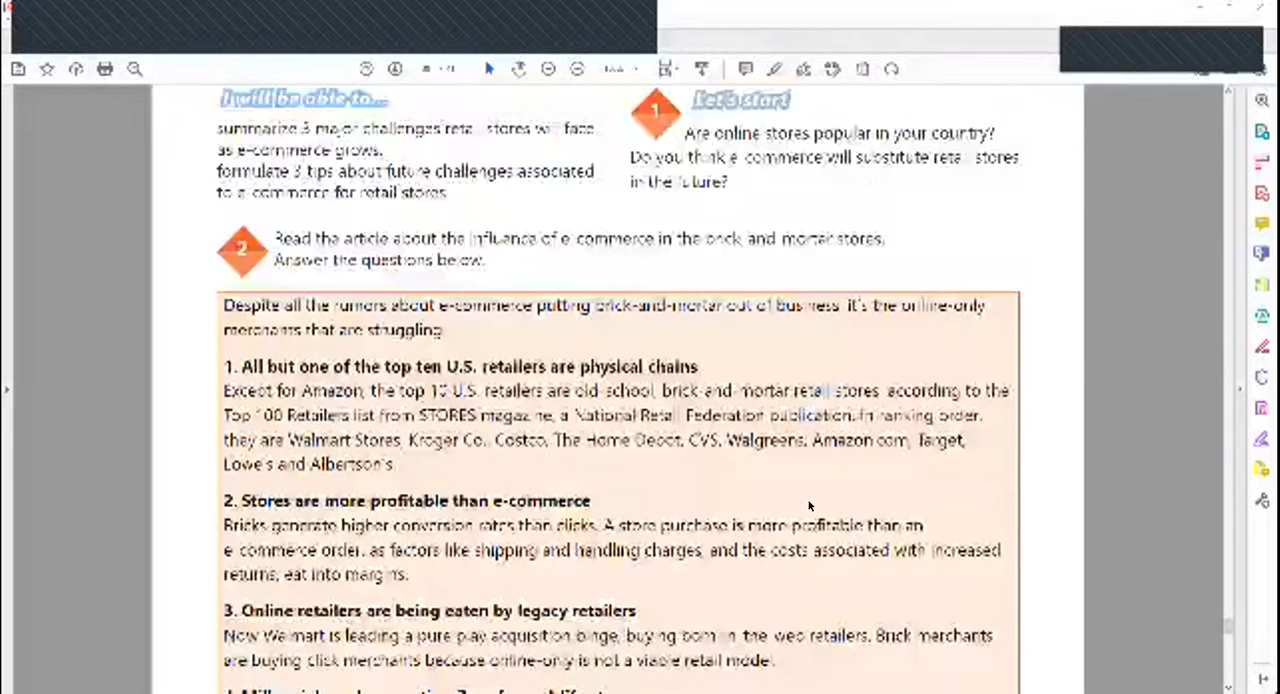 I will be able to...
summarize 3 major challenges retail stores will face
as e-commerce grows.
formulate 3 tips about future challenges associated
to e-commerce for retail stores
1
Let's start
Are online stores popular in your country?
Do you think e-commerce will substitute retail stores
in the future?
2
Read the article about the influence of e-commerce in the brick-and-mortar stores.
Answer the questions below.
Despite all the rumors about e-commerce putting brick-and-mortar out of business, it's the online-only
merchants that are struggling
1. All but one of the top ten U.S. retailers are physical chains
Except for Amazon, the top 10 U.S. retailers are old-school, brick-and-mortar retail stores, according to the
Top 100 Retailers list from STORES magazine, a National Retail Federation publication. In ranking order,
they are Walmart Stores, Kroger Co., Costco, The Home Depot, CVS, Walgreens, Amazon.com, Target,
Lowe's and Albertson's.
2. Stores are more profitable than e-commerce
Bricks generate higher conversion rates than clicks. A store purchase is more profitable than an
e-commerce order, as factors like shipping and handling charges, and the costs associated with increased
returns, eat into margins.
3. Online retailers are being eaten by legacy retailers
Now Walmart is leading a pure play acquisition binge, buying born-in-the-web retailers. Brick merchants
are buying click merchants because online-only is not a viable retail model.